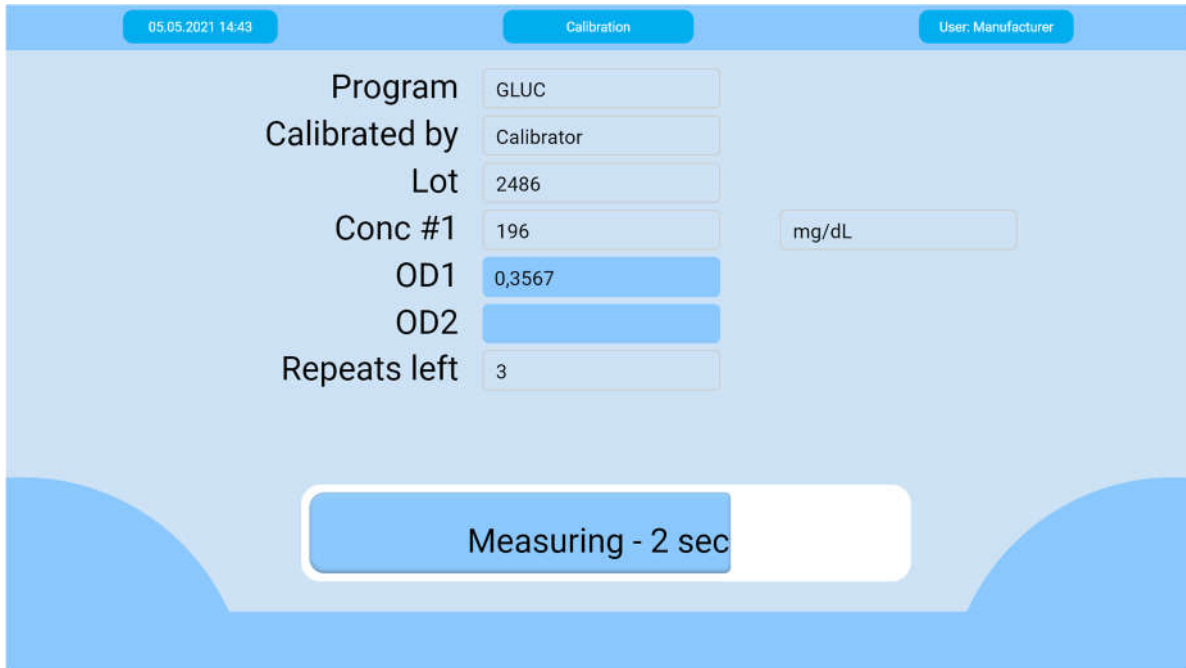 05.05.2021 14:43 Calibration User: Manufacturer
Program GLUC
Calibrated by Calibrator
Lot 2486
Conc #1 196 mg/dL
OD1 0,3567
OD2
Repeats left 3
Measuring - 2 sec